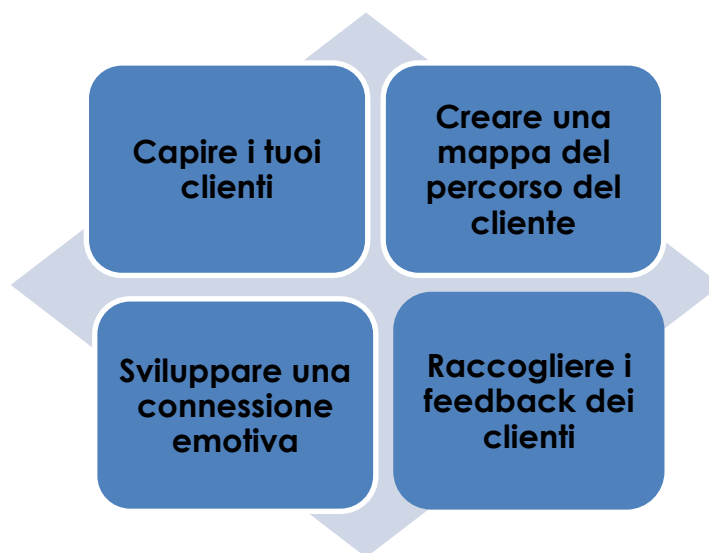 Capire i tuoi
clienti
Creare una
mappa del
percorso del
cliente
Sviluppare una
connessione
emotiva
Raccogliere i
feedback dei
clienti